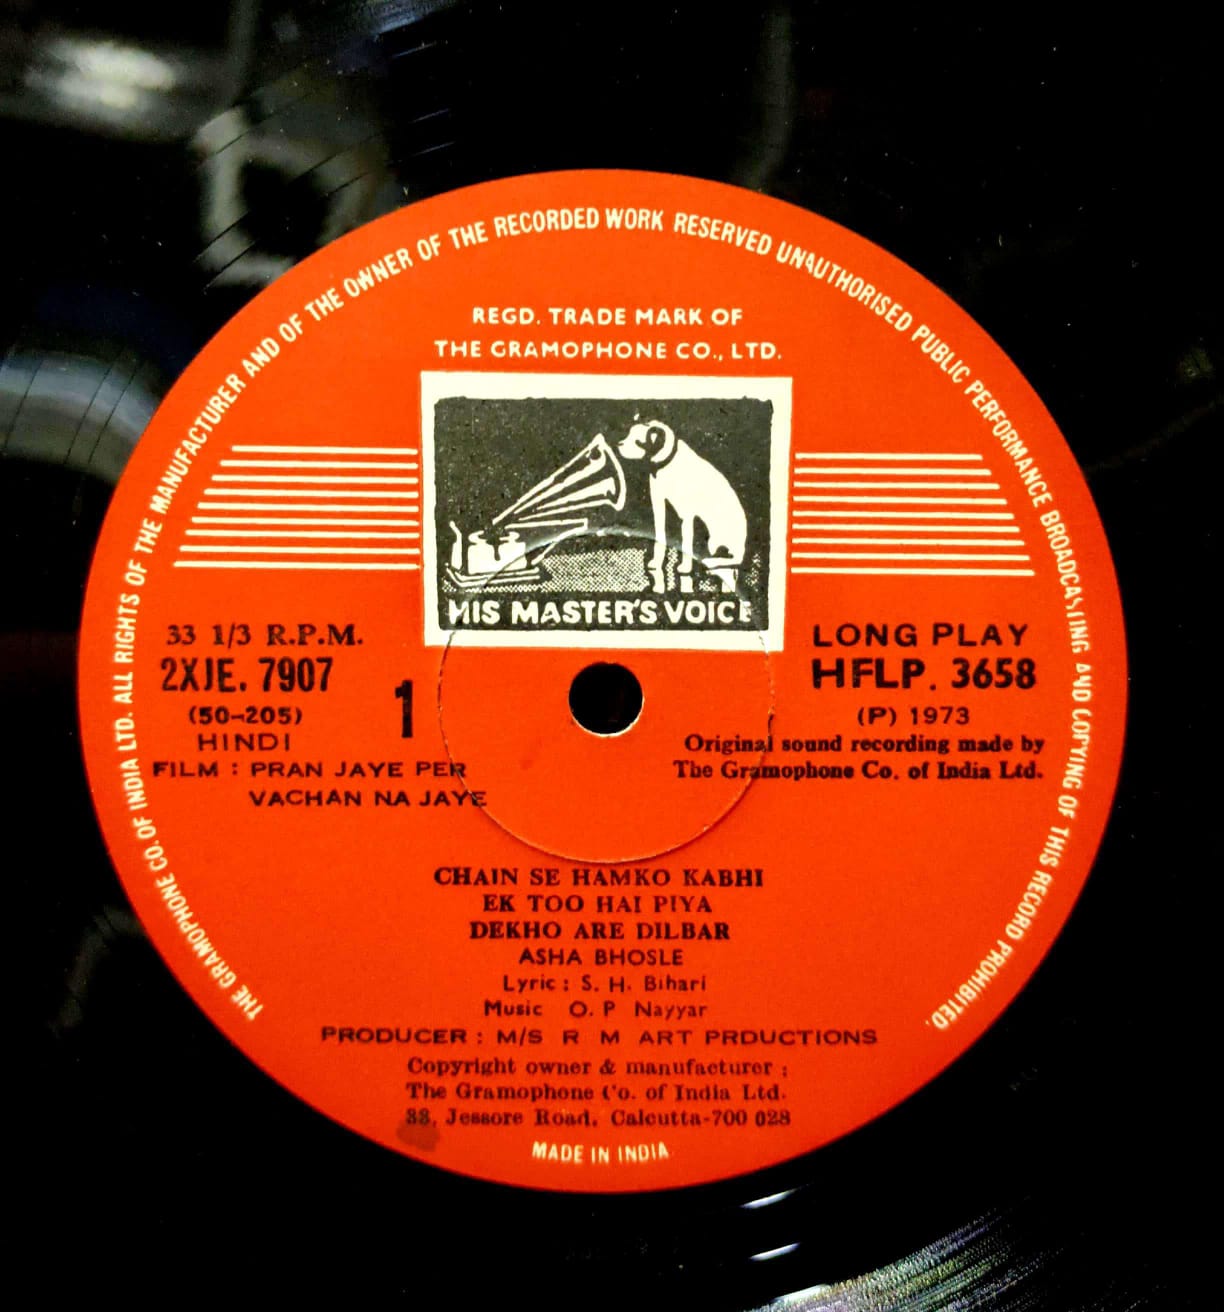 THE GRAMOPHONE CO. OF INDIA LTD. ALL RIGHTS OF THE MANUFACTURER AND OF THE OWNER OF THE RECORDED WORK RESERVED UNAUTHORISED PUBLIC PERFORMANCE BROADCASTING AND COPYING OF THIS RECORD PROHIBITED.
REGD. TRADE MARK OF
THE GRAMOPHONE CO., LTD.
HIS MASTER'S VOICE
33 1/3 R.P.M.
2XJE. 7907
1
(50-205)
HINDI
FILM : PRAN JAYE PER
VACHAN NA JAYE
LONG PLAY
HFLP. 3658
(P) 1973
Original sound recording made by
The Gramophone Co. of India Ltd.
CHAIN SE HAMKO KABHI
EK TOO HAI PIYA
DEKHO ARE DILBAR
ASHA BHOSLE
Lyric : S. H. Bihari
Music O. P Nayyar
PRODUCER : M/S R M ART PRDUCTIONS
Copyright owner & manufacturer :
The Gramophone Co. of India Ltd.
33, Jessore Road, Calcutta-700 028
MADE IN INDIA